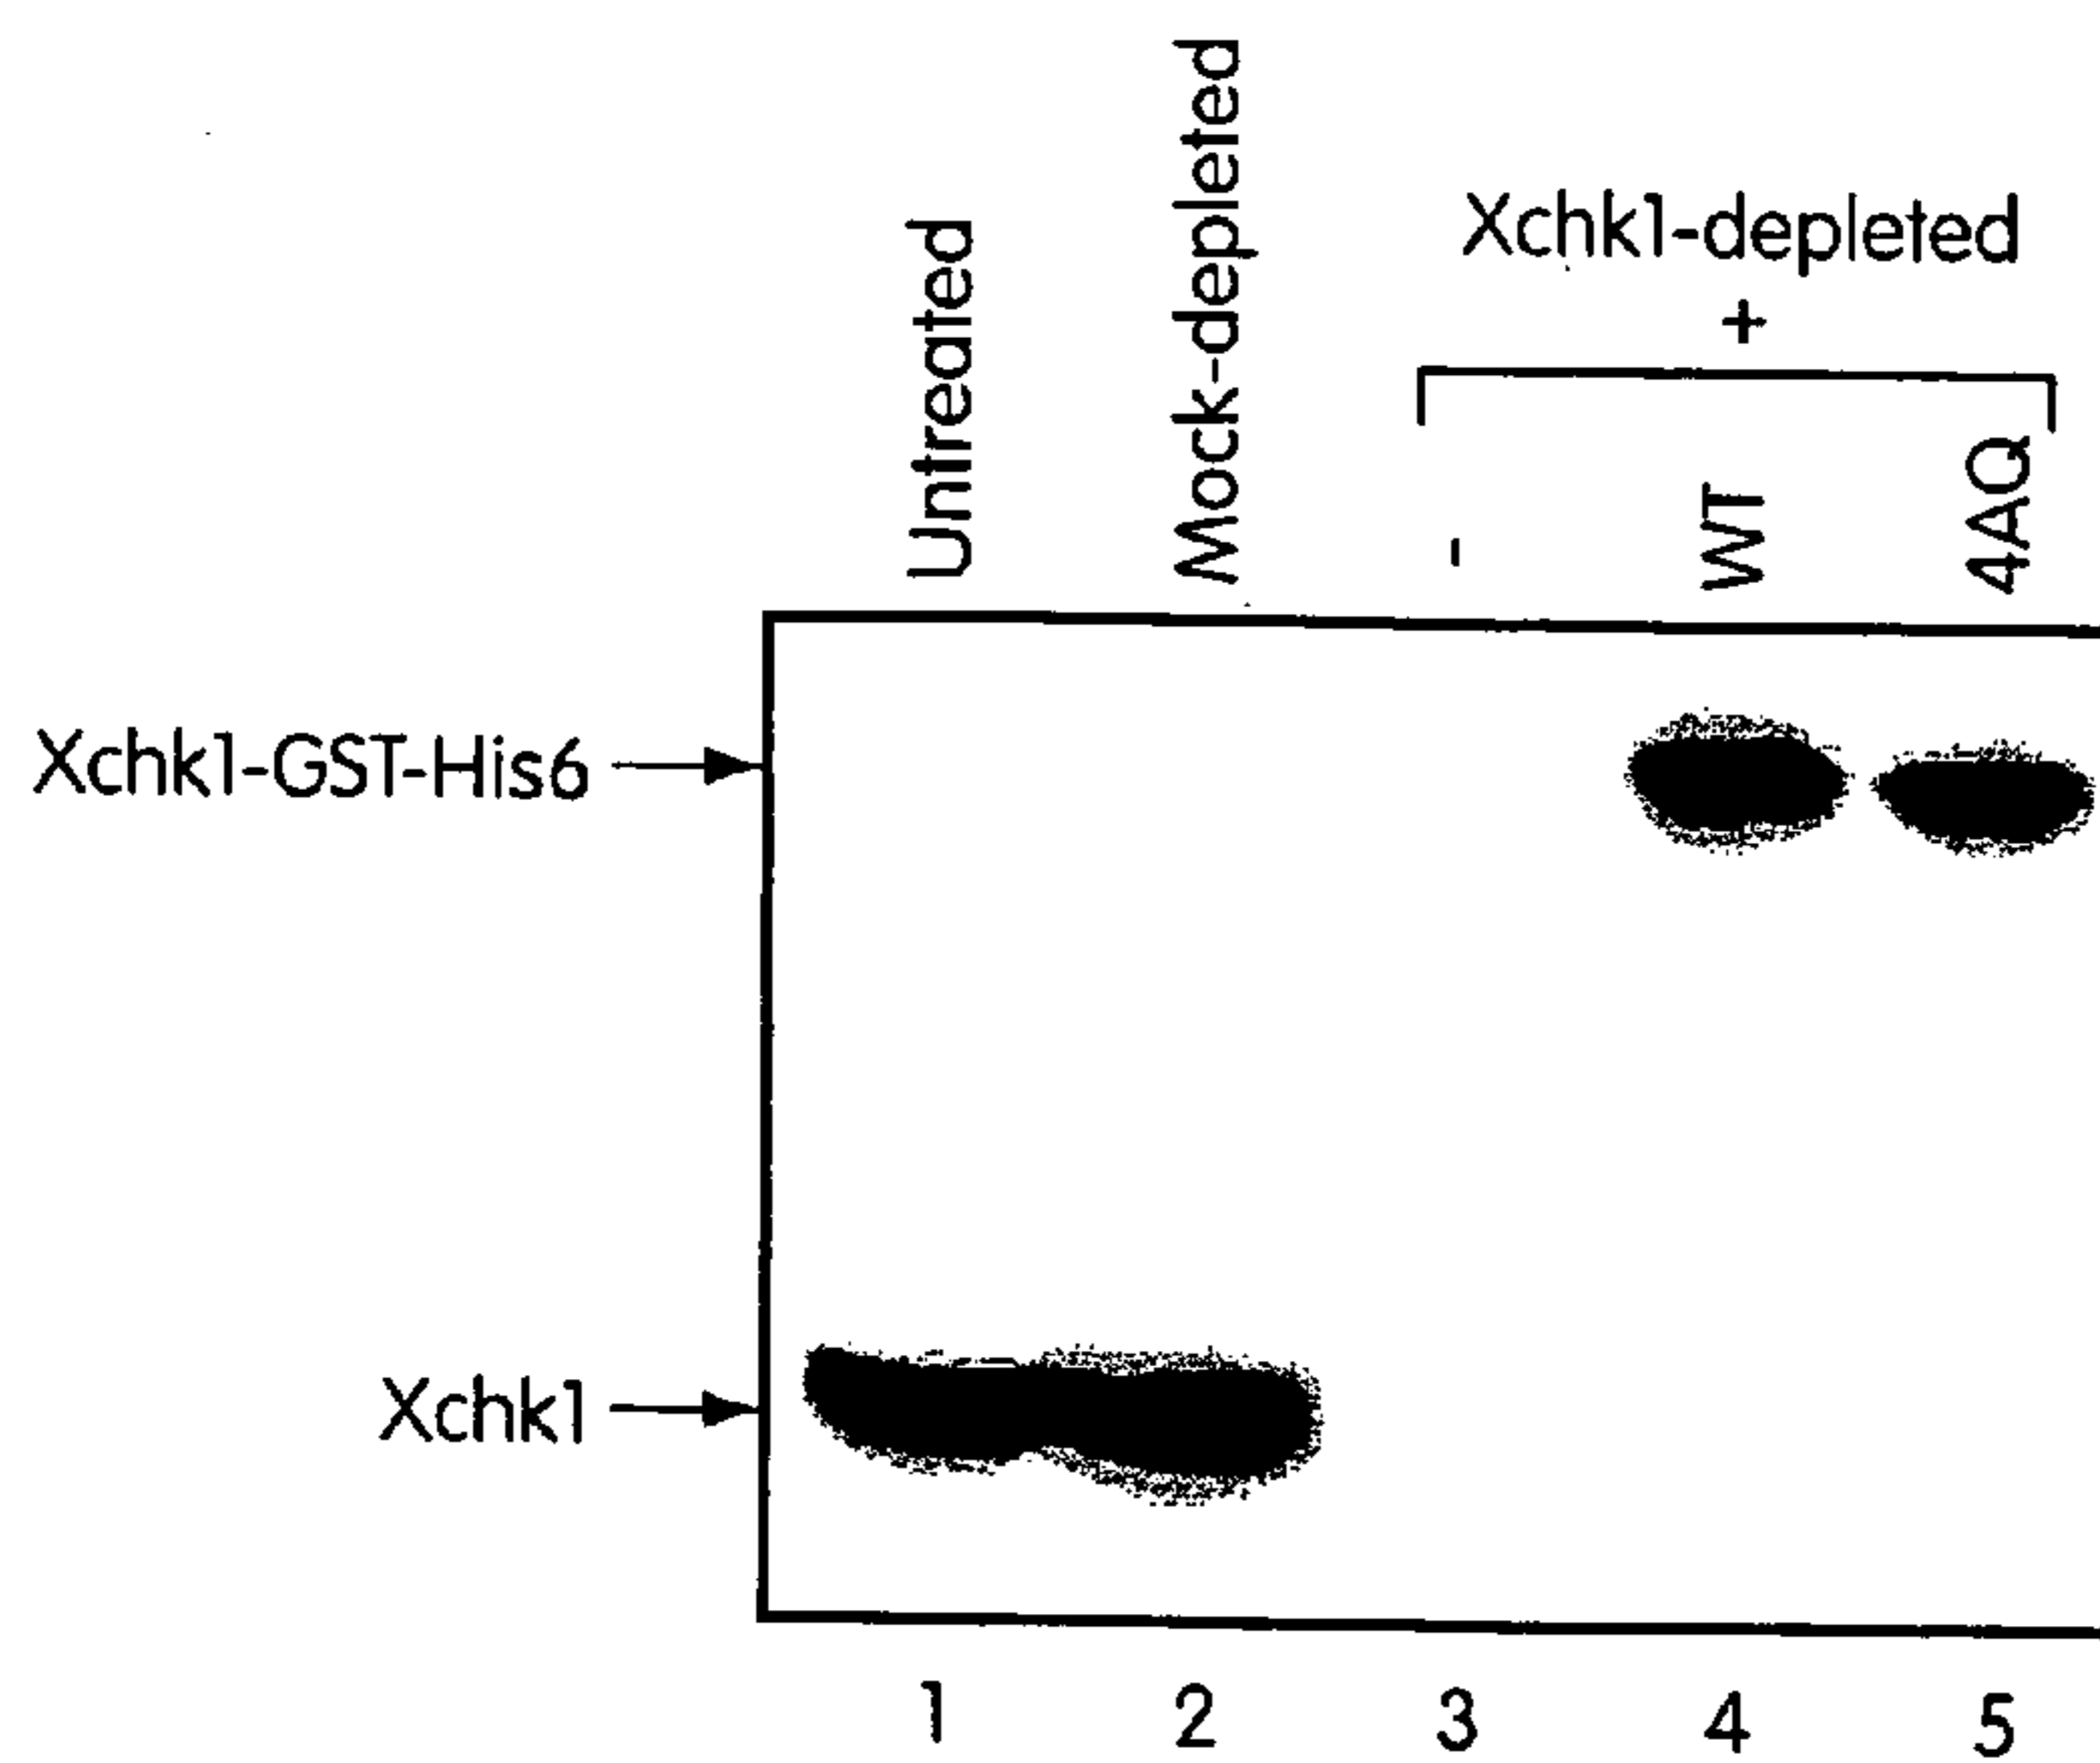 Untreated
Mock-depleted
Xchk1-depleted
+
-
WT
4AQ
Xchk1-GST-His6
Xchk1
1 2 3 4 5